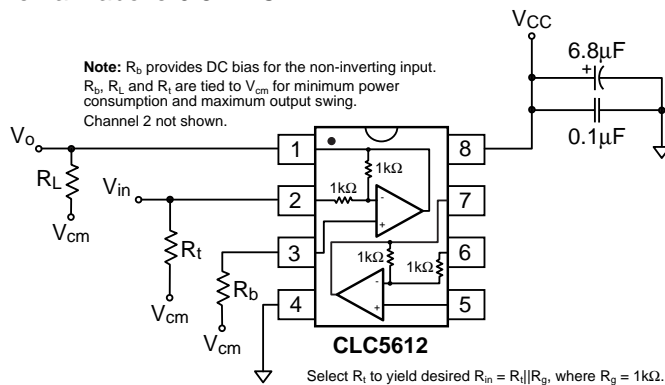 VCC
6.8µF
+
0.1µF
Note: Rb provides DC bias for the non-inverting input.
Rb, RL and Rt are tied to Vcm for minimum power
consumption and maximum output swing.
Channel 2 not shown.
Vo
RL
Vcm
Vin
Rt
Vcm
Rb
Vcm
1
2
3
4
8
7
6
5
1kΩ
1kΩ
-
+
1kΩ
1kΩ
-
+
CLC5612
Select Rt to yield desired Rin = Rt||Rg, where Rg = 1kΩ.